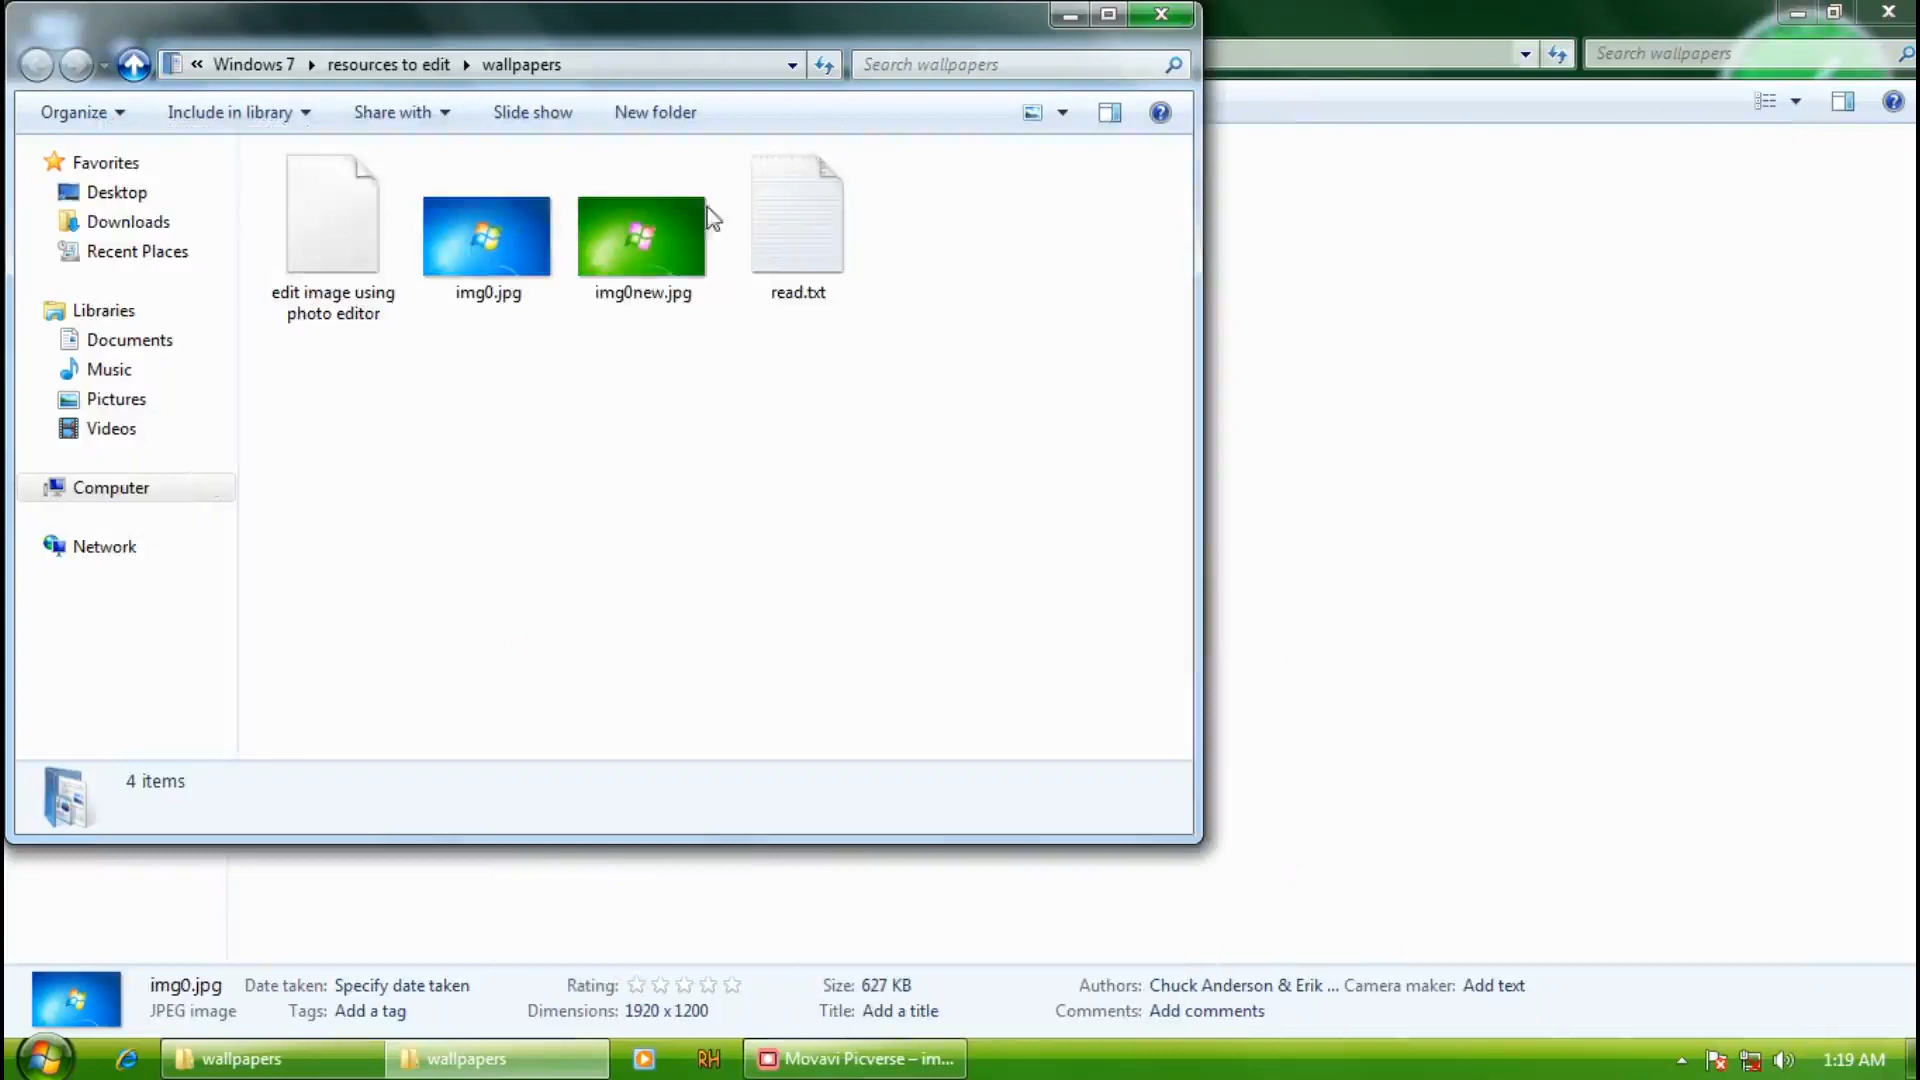 « Windows 7 ▸ resources to edit ▸ wallpapers
Search wallpapers
Search wallpapers
Organize
Include in library
Share with
Slide show
New folder
Favorites
Desktop
Downloads
Recent Places
Libraries
Documents
Music
Pictures
Videos
Computer
Network
edit image using
photo editor
img0.jpg
img0new.jpg
read.txt
4 items
img0.jpg
JPEG image
Date taken: Specify date taken
Tags: Add a tag
Rating:
Dimensions: 1920 x 1200
Size: 627 KB
Title: Add a title
Authors: Chuck Anderson & Erik ...
Comments: Add comments
Camera maker: Add text
wallpapers
wallpapers
RH
Movavi Picverse – im...
1:19 AM